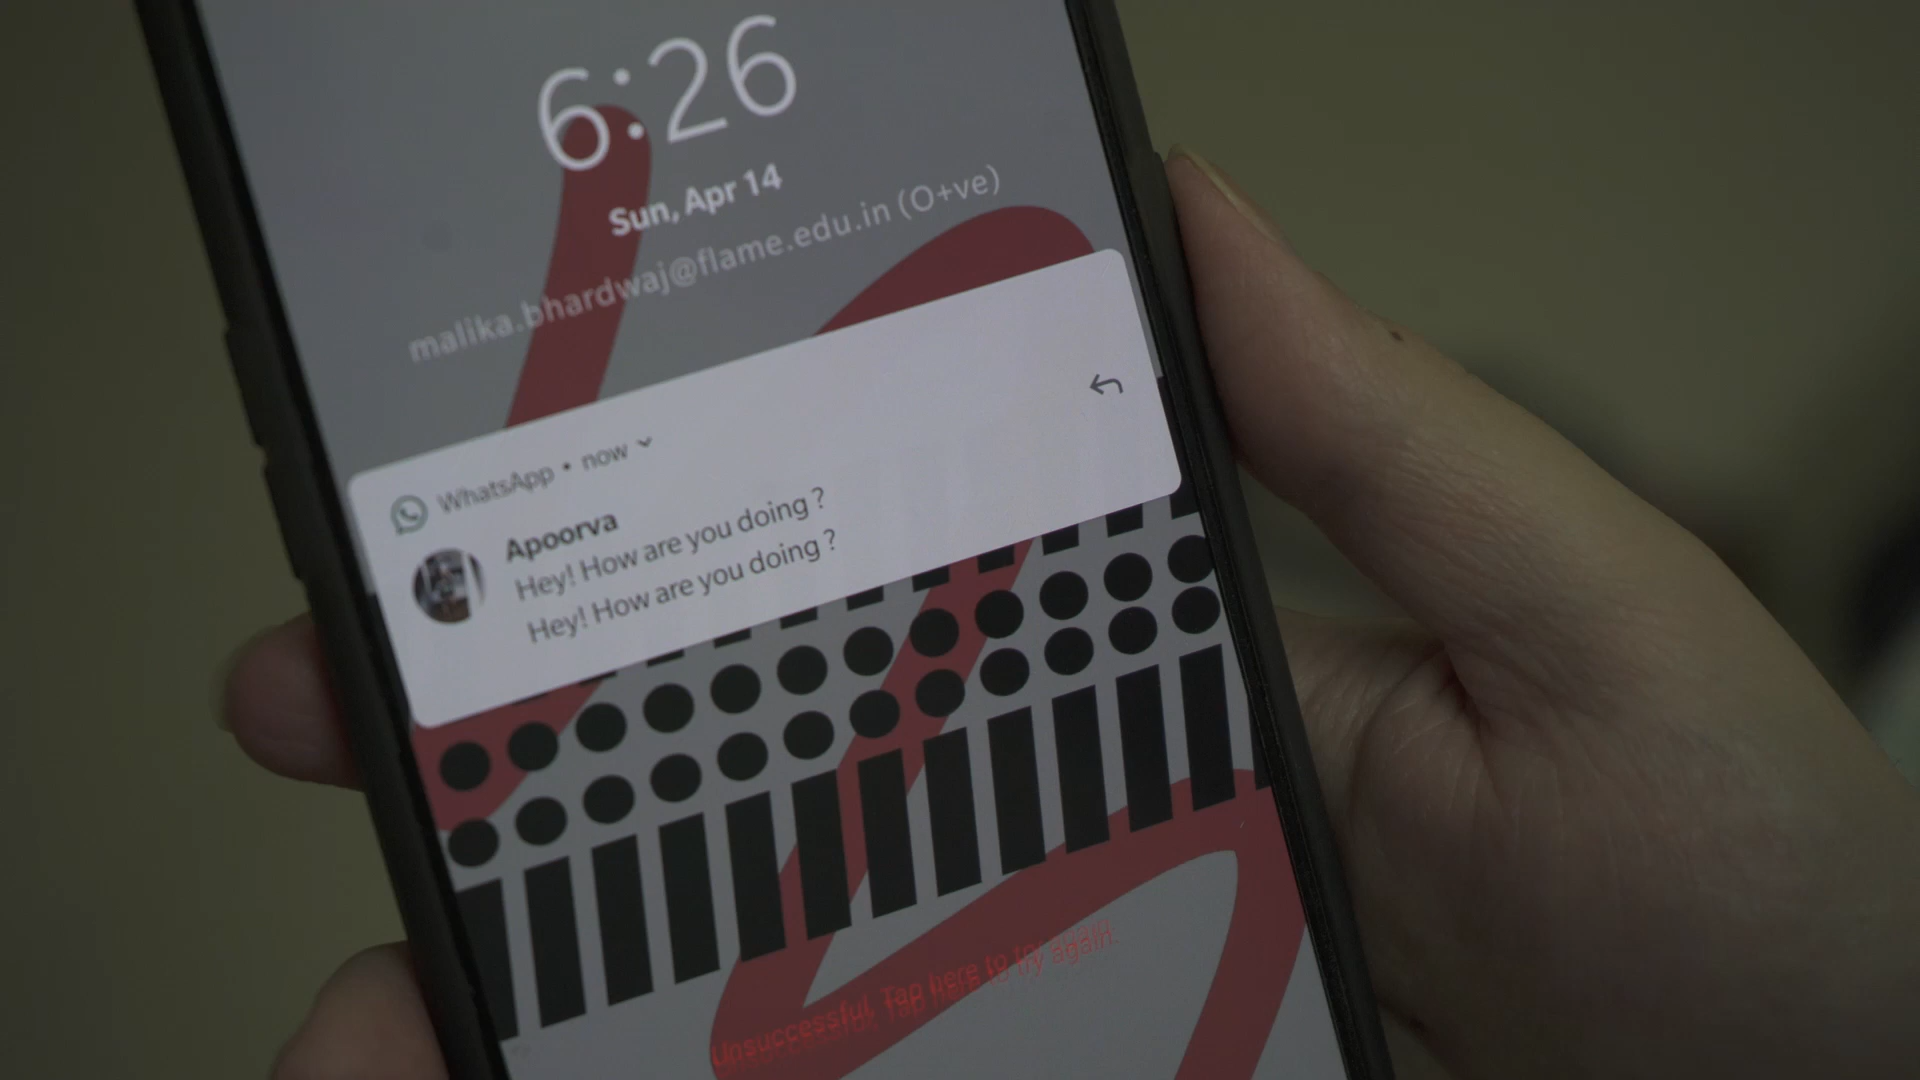 6:26
Sun, Apr 14
malika.bhardwaj@flame.edu.in (O+ve)
WhatsApp • now
Apoorva
Hey! How are you doing ?
Hey! How are you doing ?
Unsuccessful. Tap here to try again.